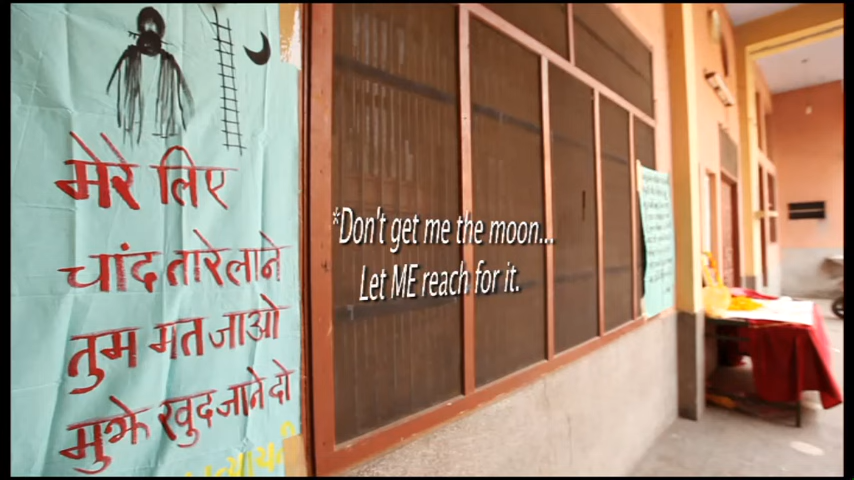 मेरे लिए
चांद तारे लाने
तुम मत जाओ
मुझे खुद जाने दो
*Don't get me the moon...
Let ME reach for it.